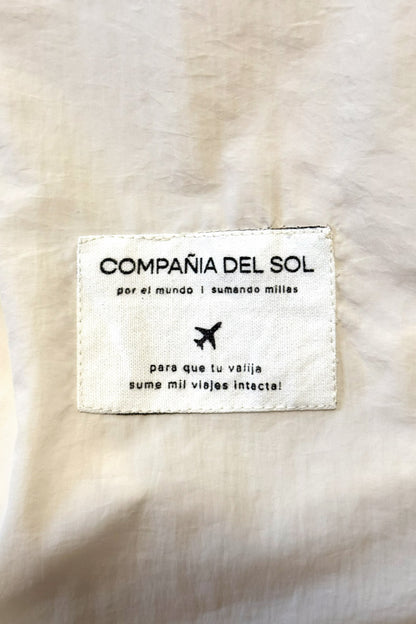 COMPAÑIA DEL SOL
por el mundo | sumando millas
para que tu valija
sume mil viajes intacta!